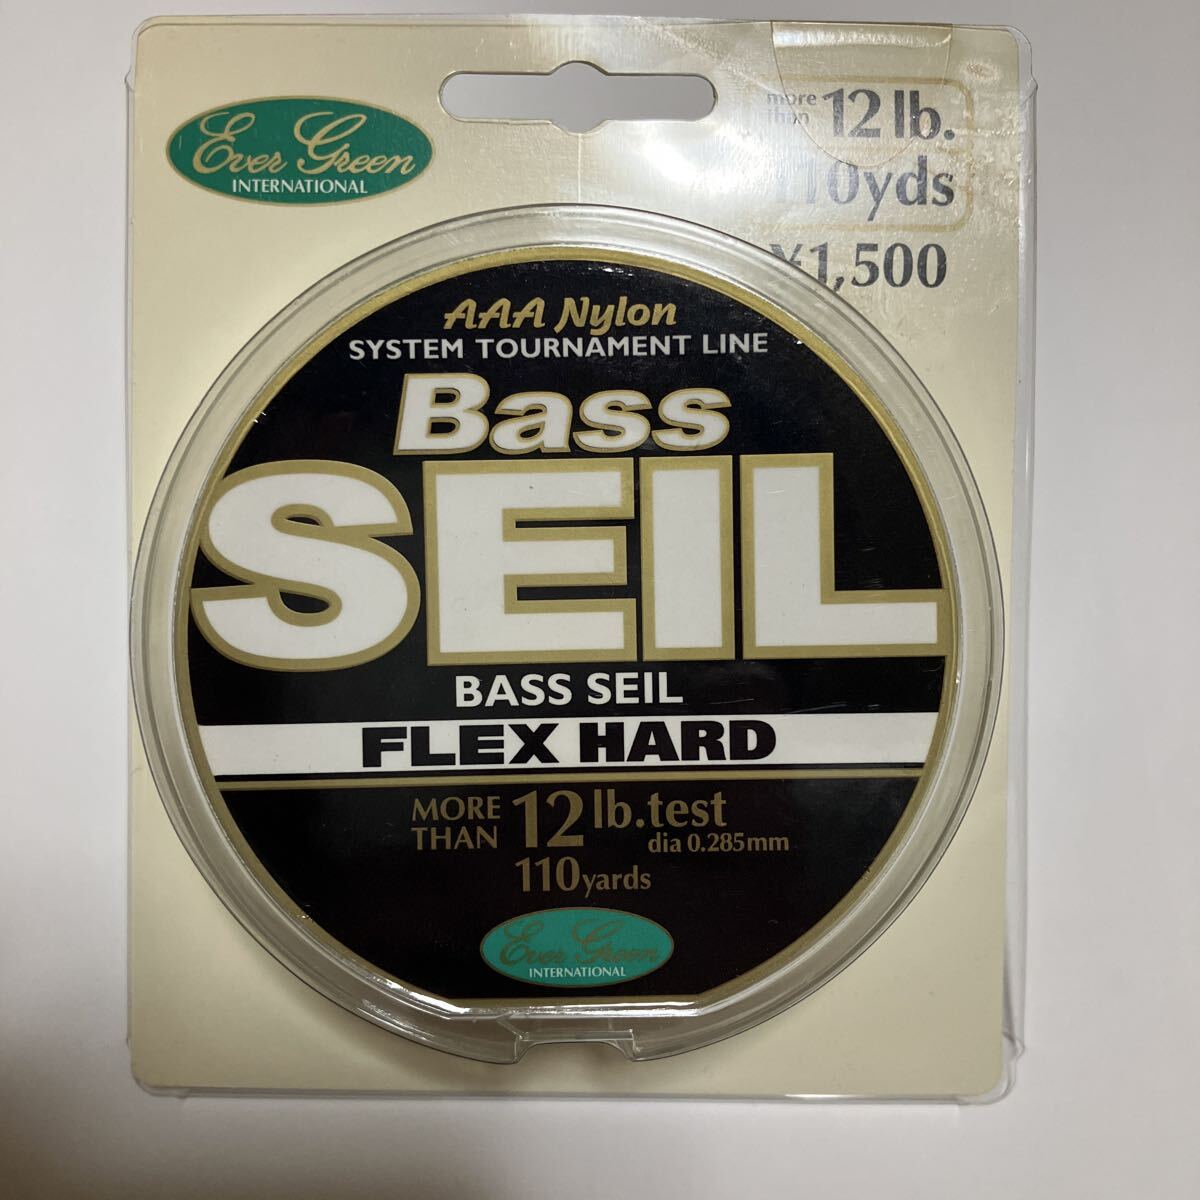 Ever Green
INTERNATIONAL
more than 12 lb.
110yds
¥1,500
AAA Nylon
SYSTEM TOURNAMENT LINE
Bass
SEIL
BASS SEIL
FLEX HARD
MORE THAN 12 lb.test
dia 0.285mm
110yards
Ever Green
INTERNATIONAL